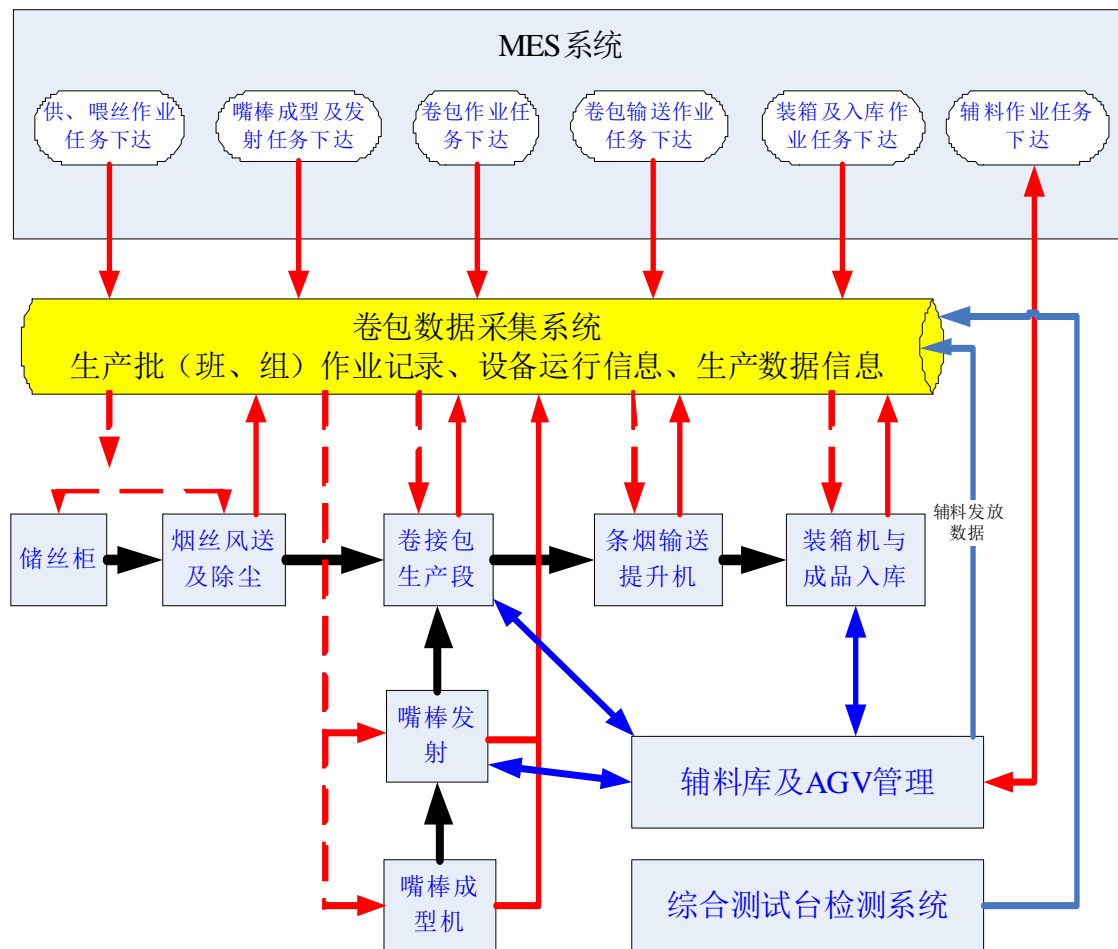 MES系统
供、喂丝作业
任务下达
嘴棒成型及发
射任务下达
卷包作业任
务下达
卷包输送作业
任务下达
装箱及入库作
业任务下达
辅料作业任务
下达
卷包数据采集系统
生产批（班、组）作业记录、设备运行信息、生产数据信息
储丝柜
烟丝风送
及除尘
卷接包
生产段
条烟输送
提升机
装箱机与
成品入库
辅料发放
数据
嘴棒发
射
辅料库及AGV管理
嘴棒成
型机
综合测试台检测系统